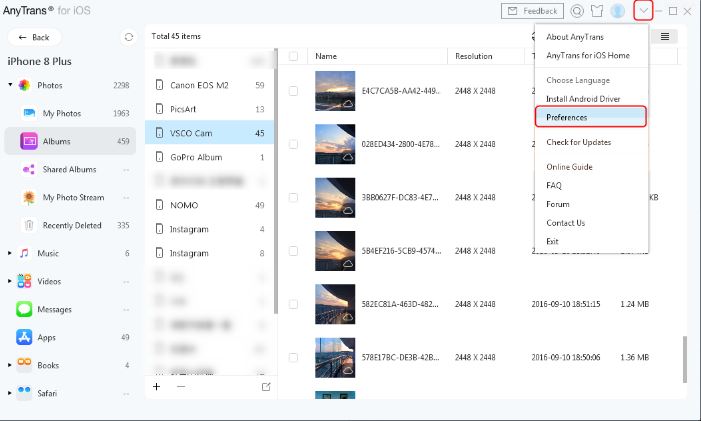 AnyTrans® for iOS
Feedback
Back
Total 45 items
iPhone 8 Plus
Photos 2298
My Photos 1963
Albums 459
Shared Albums --
My Photo Stream --
Recently Deleted 335
Music 6
Videos --
Messages --
Apps 49
Books 4
Safari --
Canon EOS M2 59
PicsArt 13
VSCO Cam 45
GoPro Album 1
NOMO 49
Instagram 4
Instagram 8
Name Resolution
E4C7CA5B-AA42-449... 2448 X 2448
028ED434-2800-4E78... 2448 X 2448
3BB0627F-DC83-4E7... 2448 X 2448 KB
5B4EF216-5CB9-4574... 2448 X 2448
582EC81A-463D-482... 2448 X 2448 2016-09-10 18:51:15 1.24 MB
578E17BC-DE3B-42B... 2448 X 2448 2016-09-10 18:50:06 1.36 MB
About AnyTrans
AnyTrans for iOS Home
Choose Language
Install Android Driver
Preferences
Check for Updates
Online Guide
FAQ
Forum
Contact Us
Exit